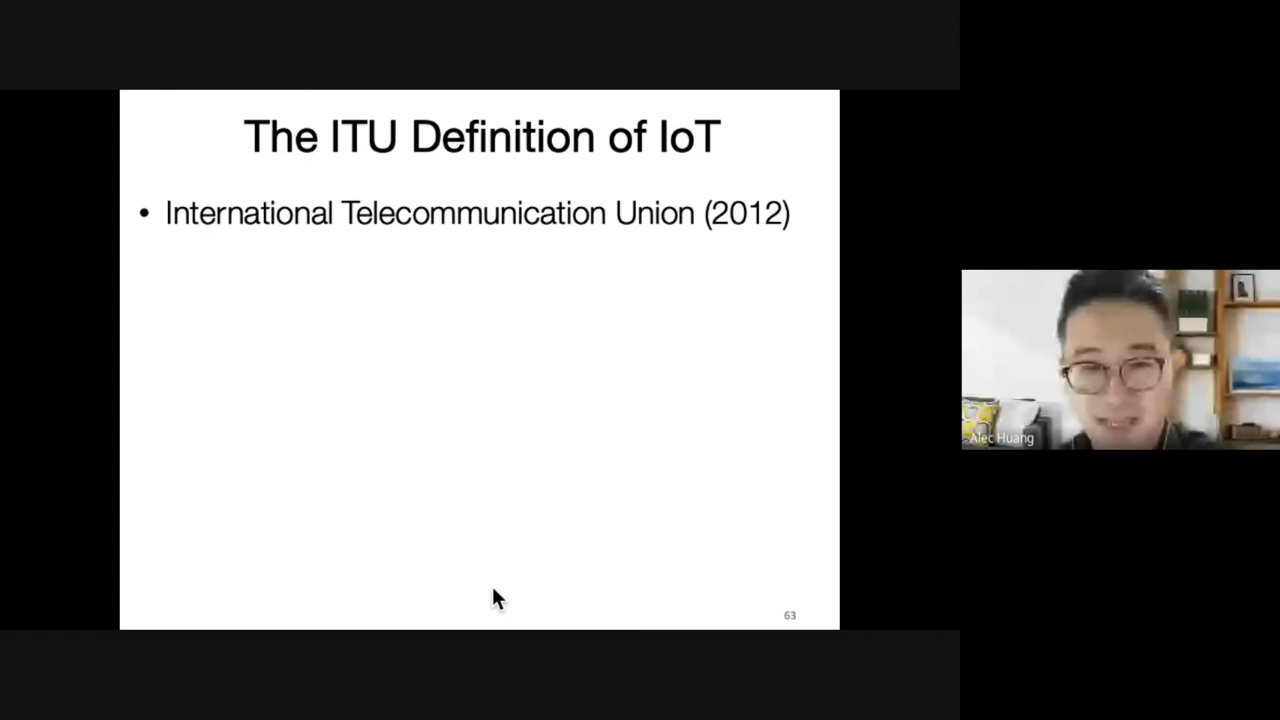 The ITU Definition of IoT
• International Telecommunication Union (2012)
63
Alec Huang